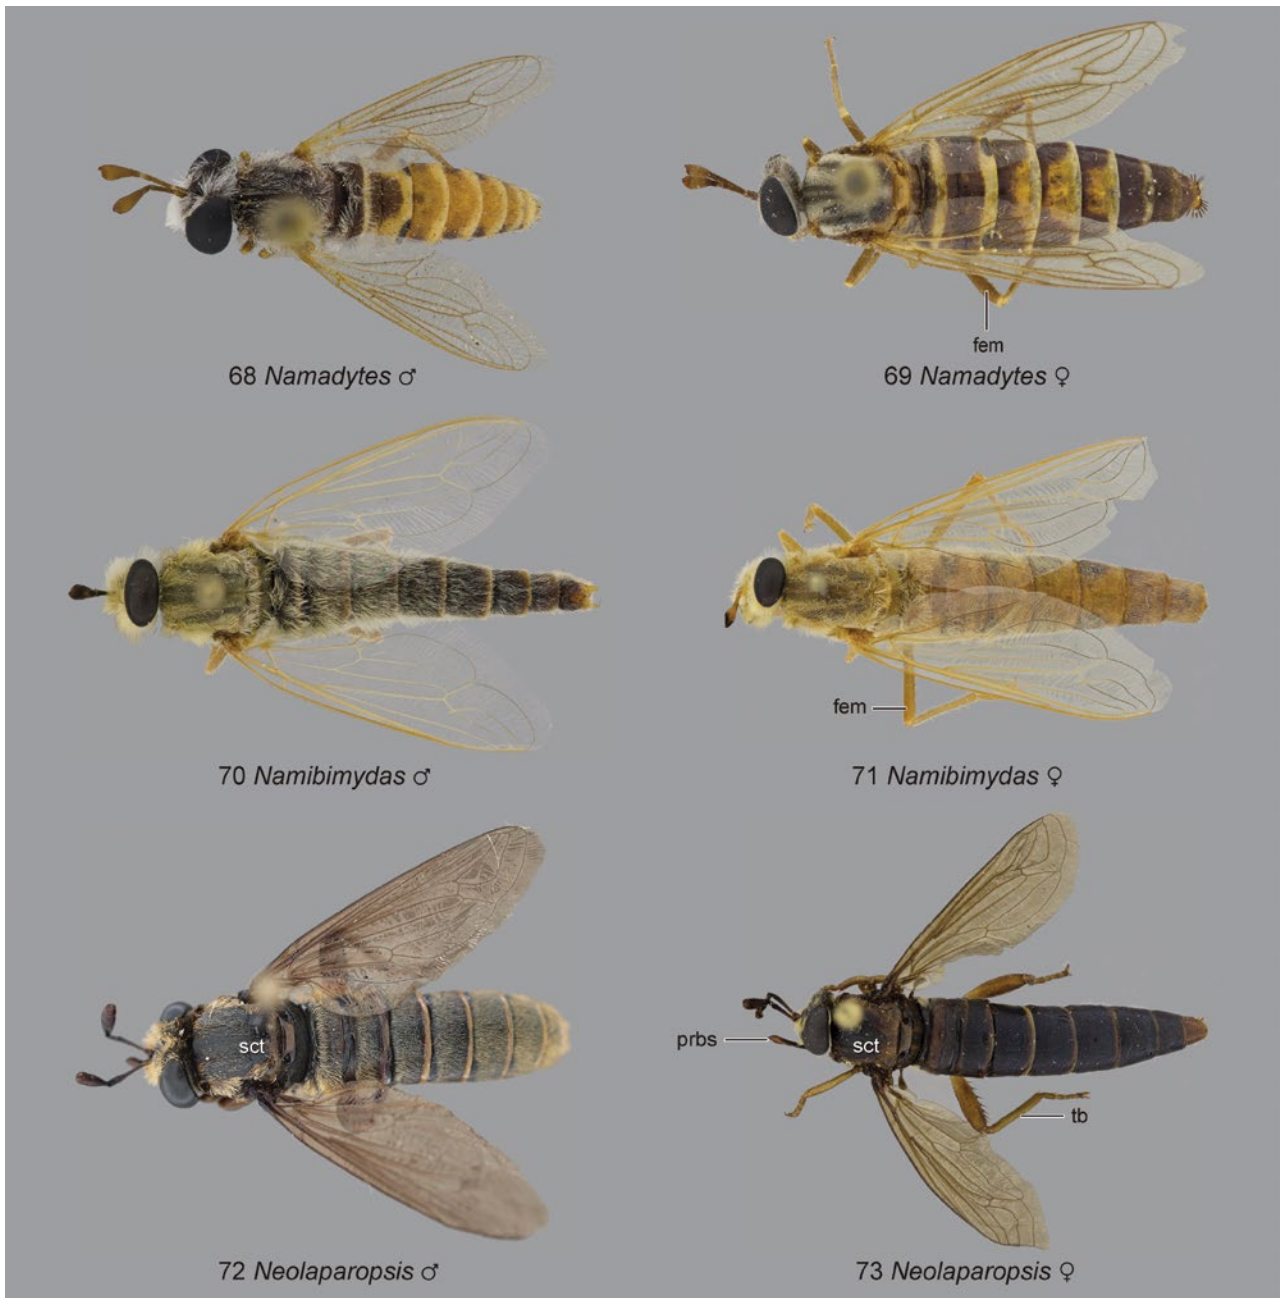 fem
68 Namadytes ♂
69 Namadytes ♀
fem
70 Namibimydas ♂
71 Namibimydas ♀
sct
prbs
sct
tb
72 Neolaparopsis ♂
73 Neolaparopsis ♀